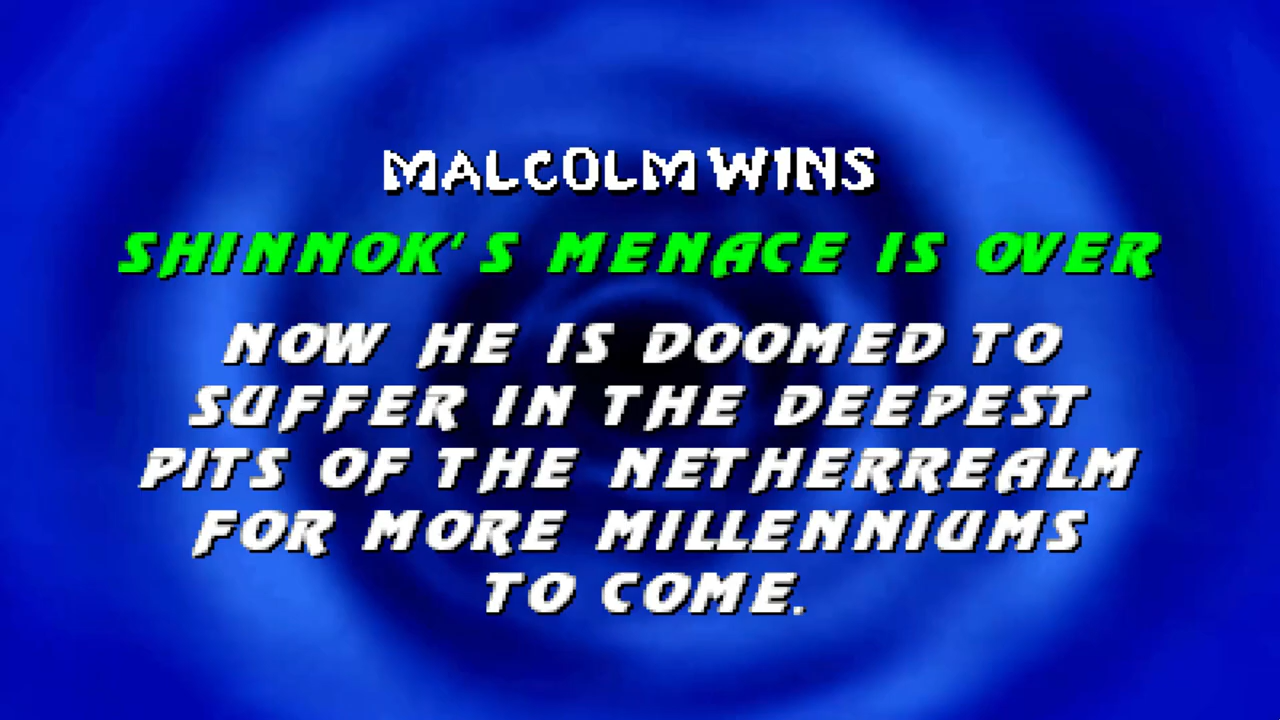 MALCOLM WINS
SHINNOK'S MENACE IS OVER
NOW HE IS DOOMED TO
SUFFER IN THE DEEPEST
PITS OF THE NETHERREALM
FOR MORE MILLENNIUMS
TO COME.